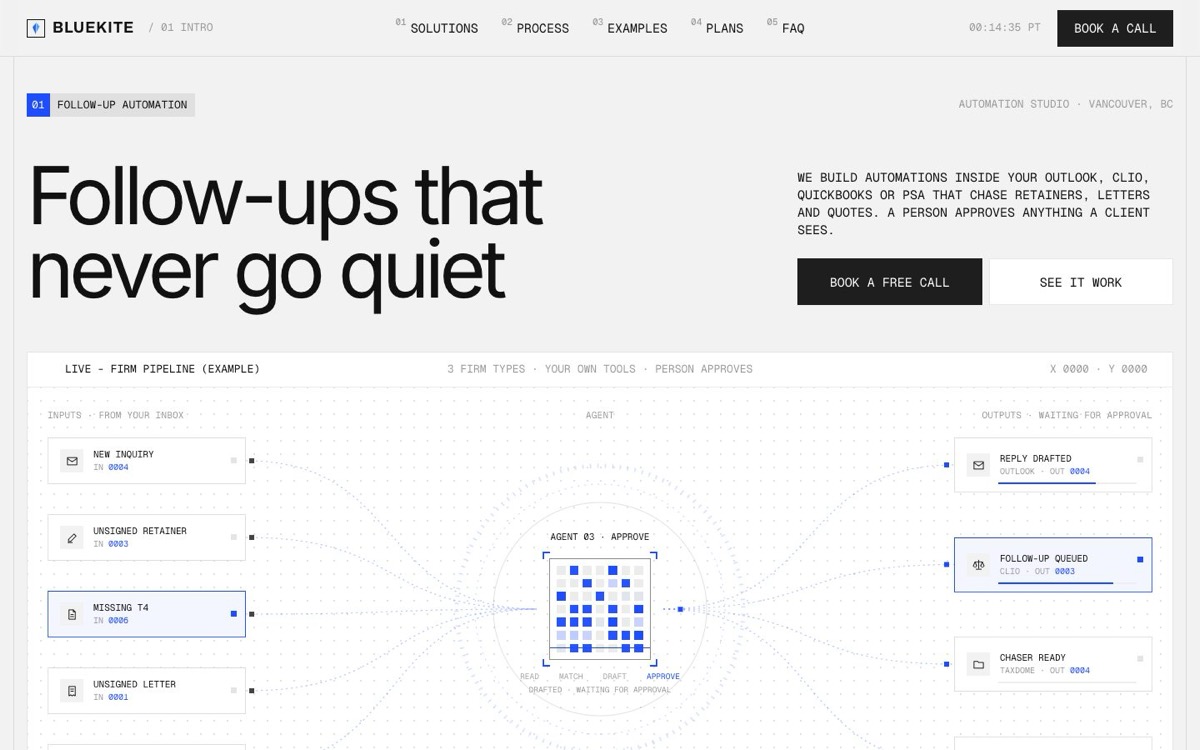 BLUEKITE
/ 01 INTRO
01 SOLUTIONS
02 PROCESS
03 EXAMPLES
04 PLANS
05 FAQ
00:14:35 PT
BOOK A CALL
01 FOLLOW-UP AUTOMATION
AUTOMATION STUDIO · VANCOUVER, BC
Follow-ups that
never go quiet
WE BUILD AUTOMATIONS INSIDE YOUR OUTLOOK, CLIO,
QUICKBOOKS OR PSA THAT CHASE RETAINERS, LETTERS
AND QUOTES. A PERSON APPROVES ANYTHING A CLIENT
SEES.
BOOK A FREE CALL
SEE IT WORK
LIVE - FIRM PIPELINE (EXAMPLE)
3 FIRM TYPES · YOUR OWN TOOLS · PERSON APPROVES
X 0000 · Y 0000
INPUTS · FROM YOUR INBOX
AGENT
OUTPUTS · WAITING FOR APPROVAL
NEW INQUIRY
IN 0004
UNSIGNED RETAINER
IN 0003
MISSING T4
IN 0006
UNSIGNED LETTER
IN 0001
AGENT 03 · APPROVE
READ MATCH DRAFT APPROVE
DRAFTED · WAITING FOR APPROVAL
REPLY DRAFTED
OUTLOOK · OUT 0004
FOLLOW-UP QUEUED
CLIO · OUT 0003
CHASER READY
TAXDOME · OUT 0004